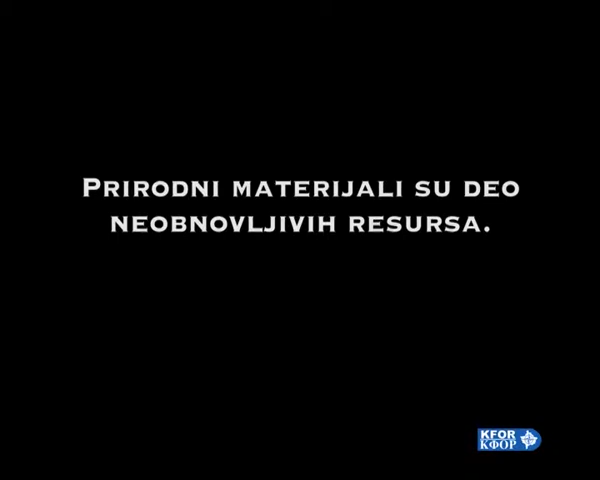 Prirodni materijali su deo
neobnovljivih resursa.
KFOR
КФОР